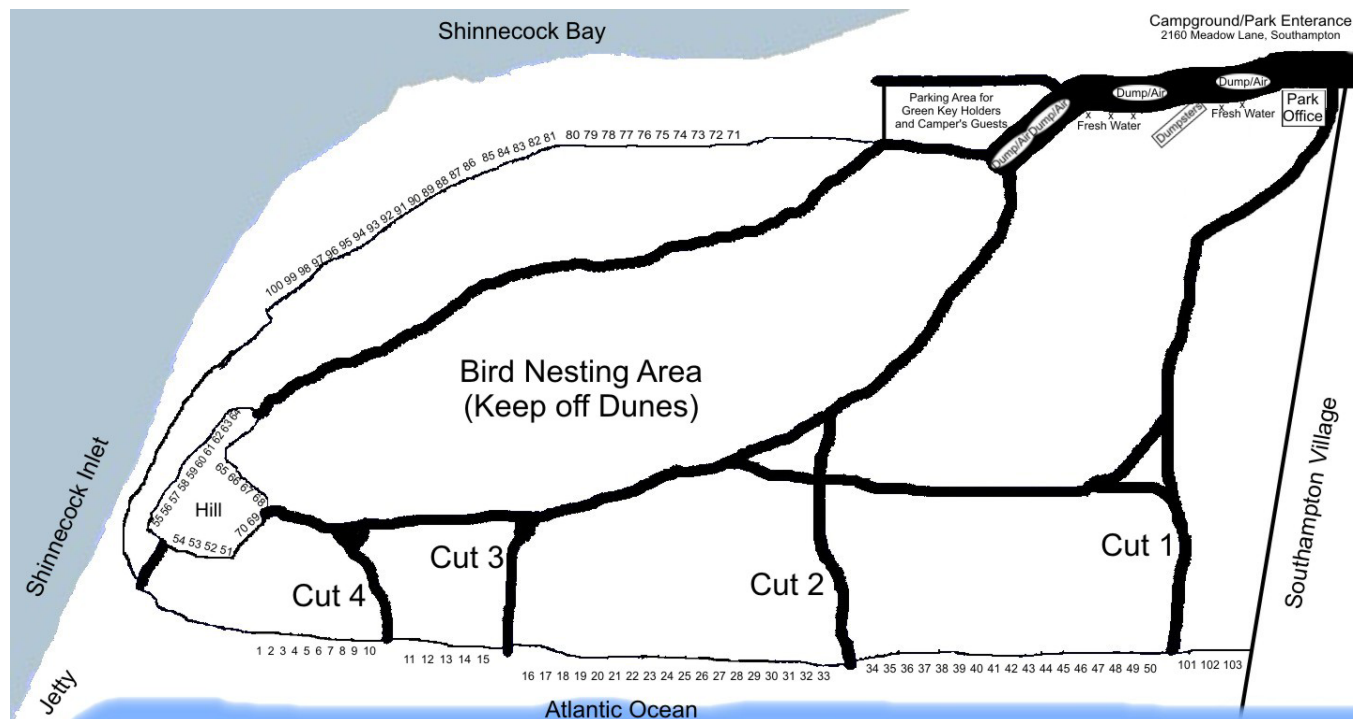 Shinnecock Bay
Campground/Park Enterance
2160 Meadow Lane, Southampton
Dump/Air
Dump/Air
Dump/Air
Dump/Air
Parking Area for
Green Key Holders
and Camper's Guests
x x x
Fresh Water
Dumpsters
x x
Fresh Water
Park
Office
80 79 78 77 76 75 74 73 72 71
85 84 83 82 81
100 99 98 97 96 95 94 93 92 91 90 89 88 87 86
Bird Nesting Area
(Keep off Dunes)
Shinnecock Inlet
Southampton Village
55 56 57 58 59 60 61 62 63 64
65 66 67 68
Hill
70 69
54 53 52 51
Cut 4
Cut 3
Cut 2
Cut 1
1 2 3 4 5 6 7 8 9 10
11 12 13 14 15
16 17 18 19 20 21 22 23 24 25 26 27 28 29 30 31 32 33
34 35 36 37 38 39 40 41 42 43 44 45 46 47 48 49 50
101 102 103
Jetty
Atlantic Ocean